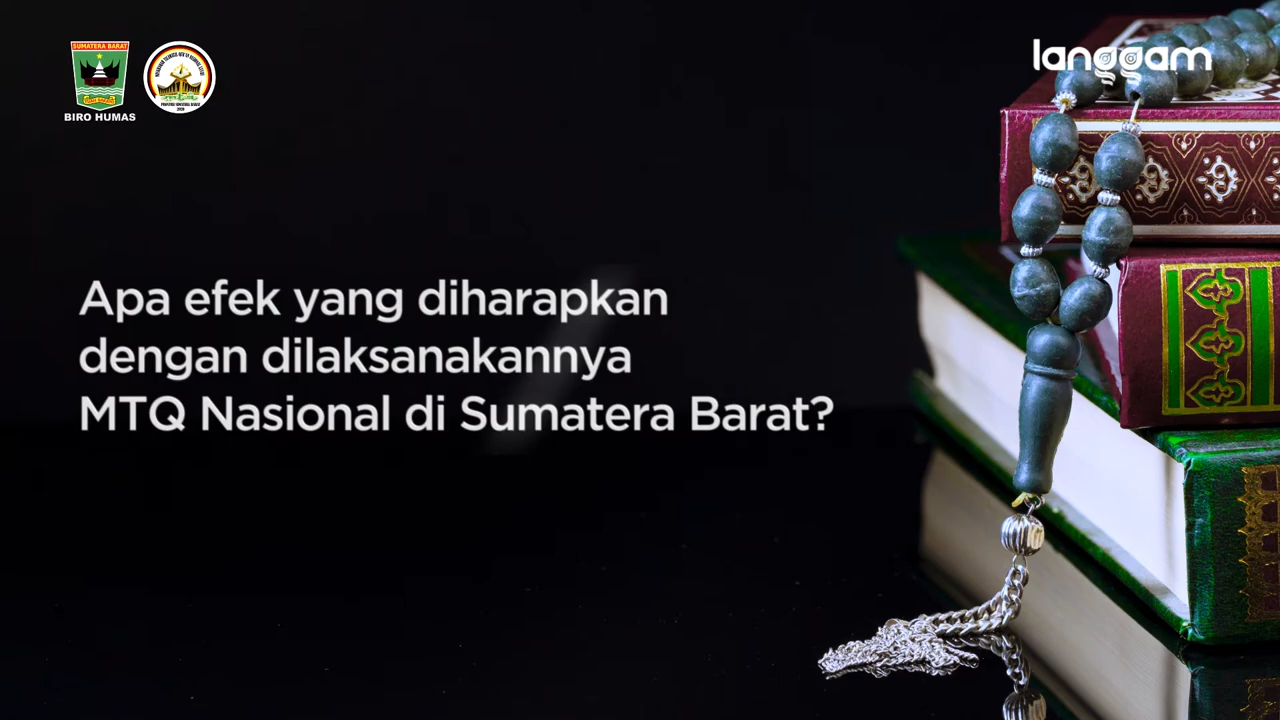 SUMATERA BARAT
BIRO HUMAS
langgam
Apa efek yang diharapkan
dengan dilaksanakannya
MTQ Nasional di Sumatera Barat?